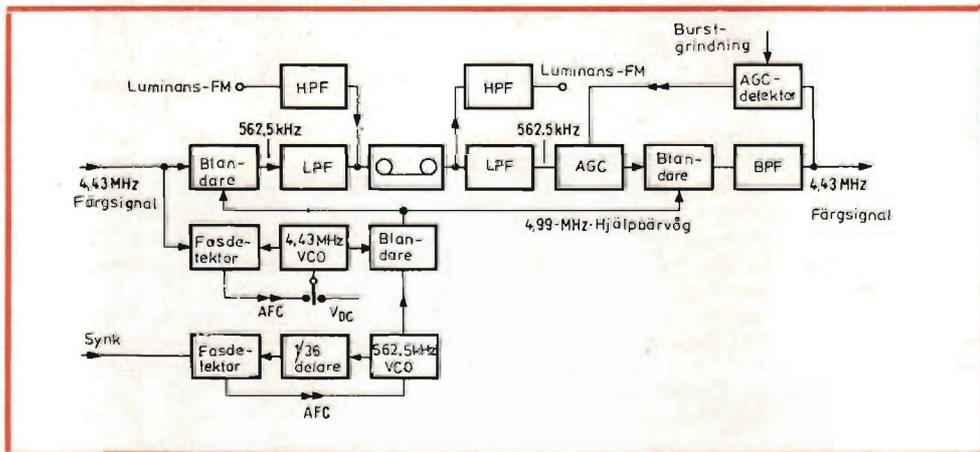 Burst-
grindning
Luminans-FM
HPF
HPF
Luminans-FM
AGC-
detektor
562,5 kHz
562,5 kHz
4,43 MHz
Färgsignal
Blan-
dare
LPF
LPF
AGC
Blan-
dare
BPF
4,43 MHz
Färgsignal
4,99-MHz-Hjälpbärvåg
Fasde-
tektor
4,43 MHz
VCO
Blan-
dare
AFC
VDC
Synk
Fasde-
tektor
1/36
delare
562,5 kHz
VCO
AFC